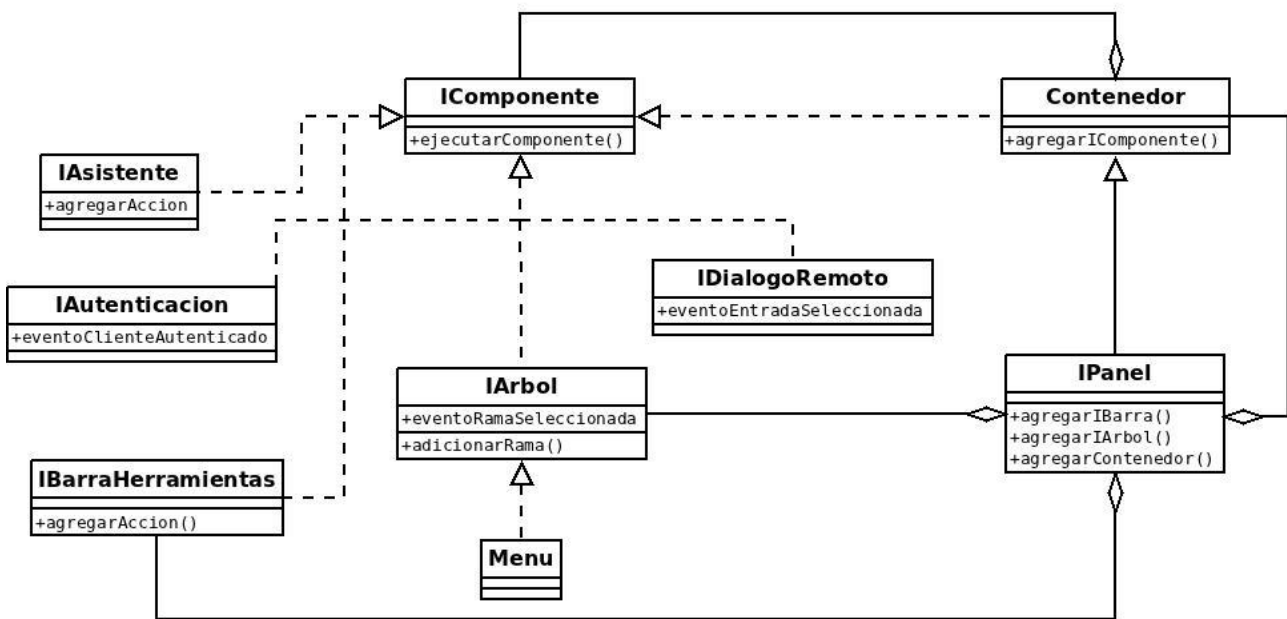 IComponente
+ejecutarComponente()
Contenedor
+agregarIComponente()
IAsistente
+agregarAccion
IAutenticacion
+eventoClienteAutenticado
IDialogoRemoto
+eventoEntradaSeleccionada
IArbol
+eventoRamaSeleccionada
+adicionarRama()
IPanel
+agregarIBarra()
+agregarIArbol()
+agregarContenedor()
IBarraHerramientas
+agregarAccion()
Menu